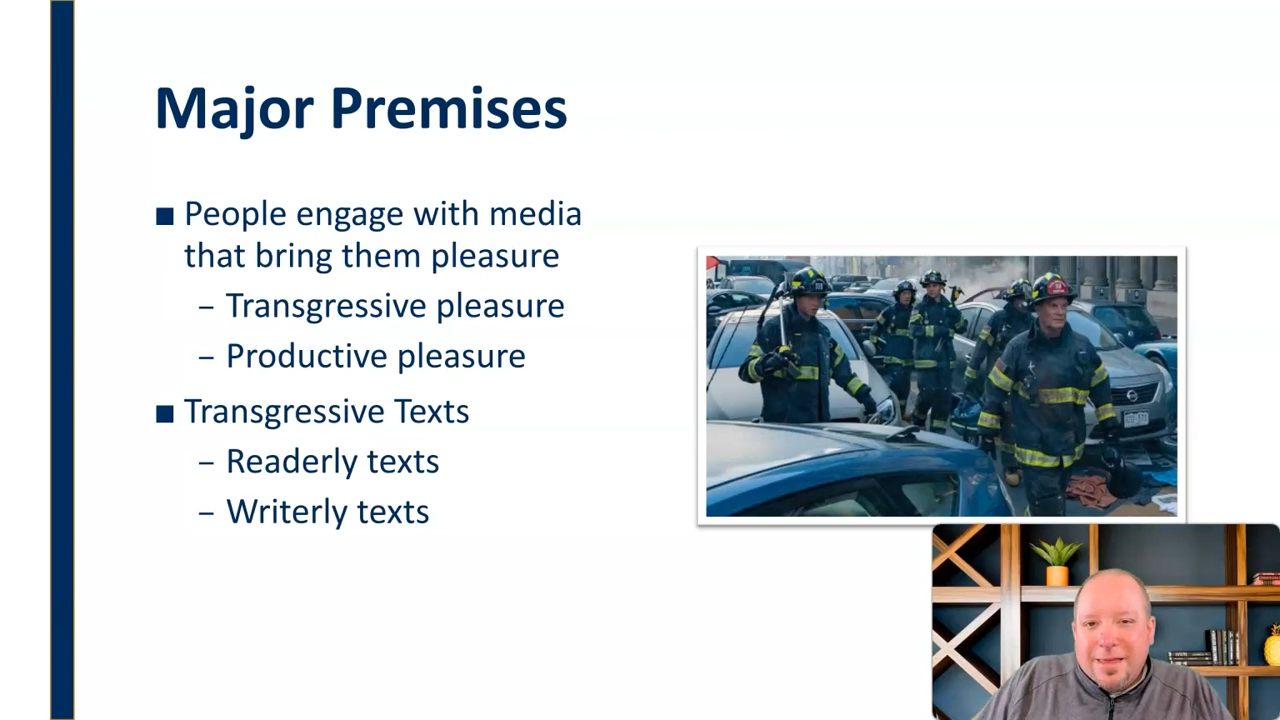 Major Premises
■ People engage with media
that bring them pleasure
– Transgressive pleasure
– Productive pleasure
■ Transgressive Texts
– Readerly texts
– Writerly texts